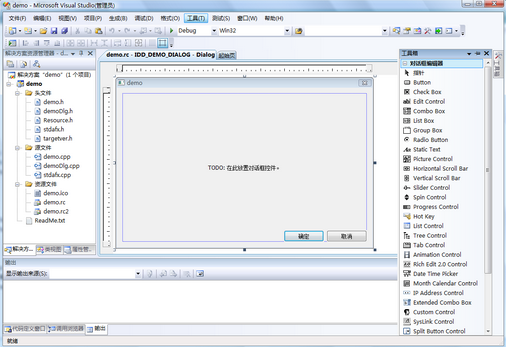 demo - Microsoft Visual Studio(管理员)
文件(F) 编辑(E) 视图(V) 项目(P) 生成(B) 调试(D) 格式(O) 工具(T) 测试(S) 窗口(W) 帮助(H)
Debug Win32
解决方案资源管理器 - d...
demo.rc - IDD_DEMO_DIALOG - Dialog 起始页
工具箱
解决方案 "demo" (1 个项目)
demo
头文件
demo.h
demoDlg.h
Resource.h
stdafx.h
targetver.h
源文件
demo.cpp
demoDlg.cpp
stdafx.cpp
资源文件
demo.ico
demo.rc
demo.rc2
ReadMe.txt
解决方... 类视图 属性管...
demo
TODO: 在此放置对话框控件。
确定 取消
对话框编辑器
指针
Button
Check Box
Edit Control
Combo Box
List Box
Group Box
Radio Button
Static Text
Picture Control
Horizontal Scroll Bar
Vertical Scroll Bar
Slider Control
Spin Control
Progress Control
Hot Key
List Control
Tree Control
Tab Control
Animation Control
Rich Edit 2.0 Control
Date Time Picker
Month Calendar Control
IP Address Control
Extended Combo Box
Custom Control
SysLink Control
Split Button Control
输出
显示输出来源(S):
代码定义窗口 调用浏览器 输出
就绪